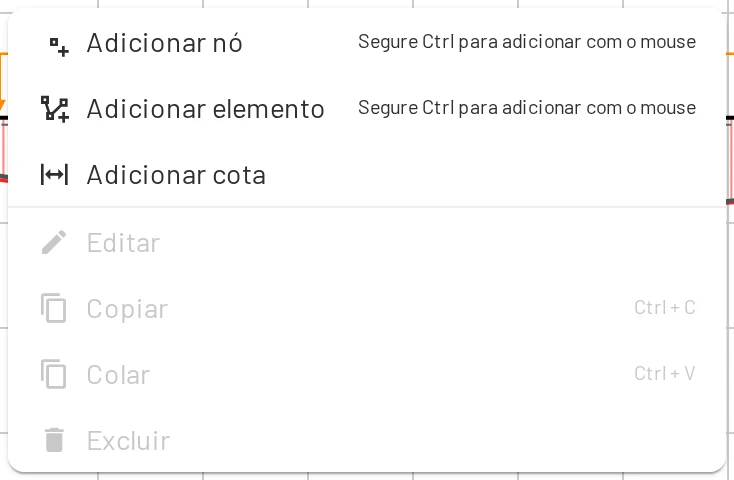 Adicionar nó Segure Ctrl para adicionar com o mouse
Adicionar elemento Segure Ctrl para adicionar com o mouse
Adicionar cota
Editar
Copiar Ctrl + C
Colar Ctrl + V
Excluir